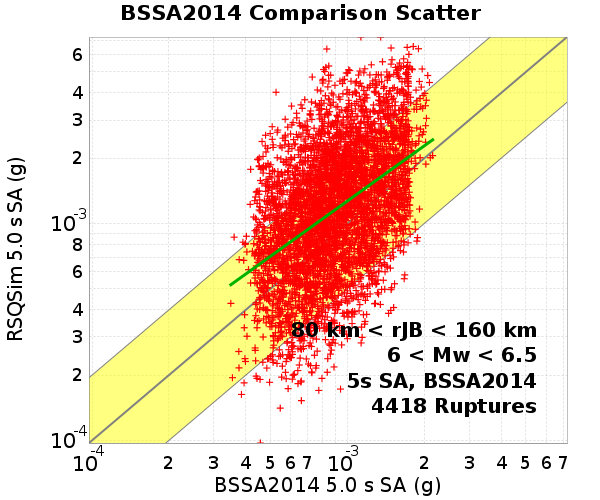 BSSA2014 Comparison Scatter
RSQSim 5.0 s SA (g)
6
4
3
2
10-3
8
6
4
3
2
10-4
80 km < rJB < 160 km
6 < Mw < 6.5
5s SA, BSSA2014
4418 Ruptures
10-4 2 3 4 5 6 7 10-3 2 3 4 5 6 7
BSSA2014 5.0 s SA (g)